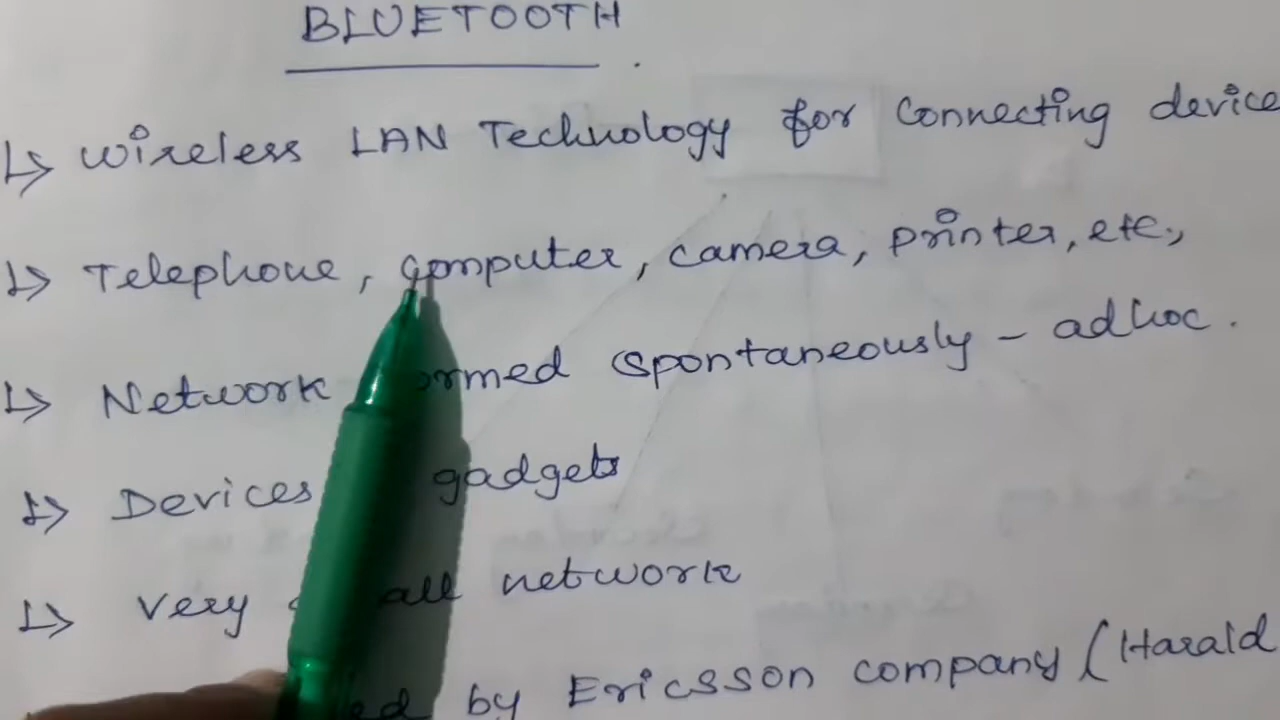 BLUETOOTH
↳ wireless LAN Technology for Connecting device
↳ Telephone, computer, camera, printer, etc.,
↳ Network ormed spontaneously - adhoc.
↳ Devices gadgets
↳ Very all network
ed by Ericsson company (Harald